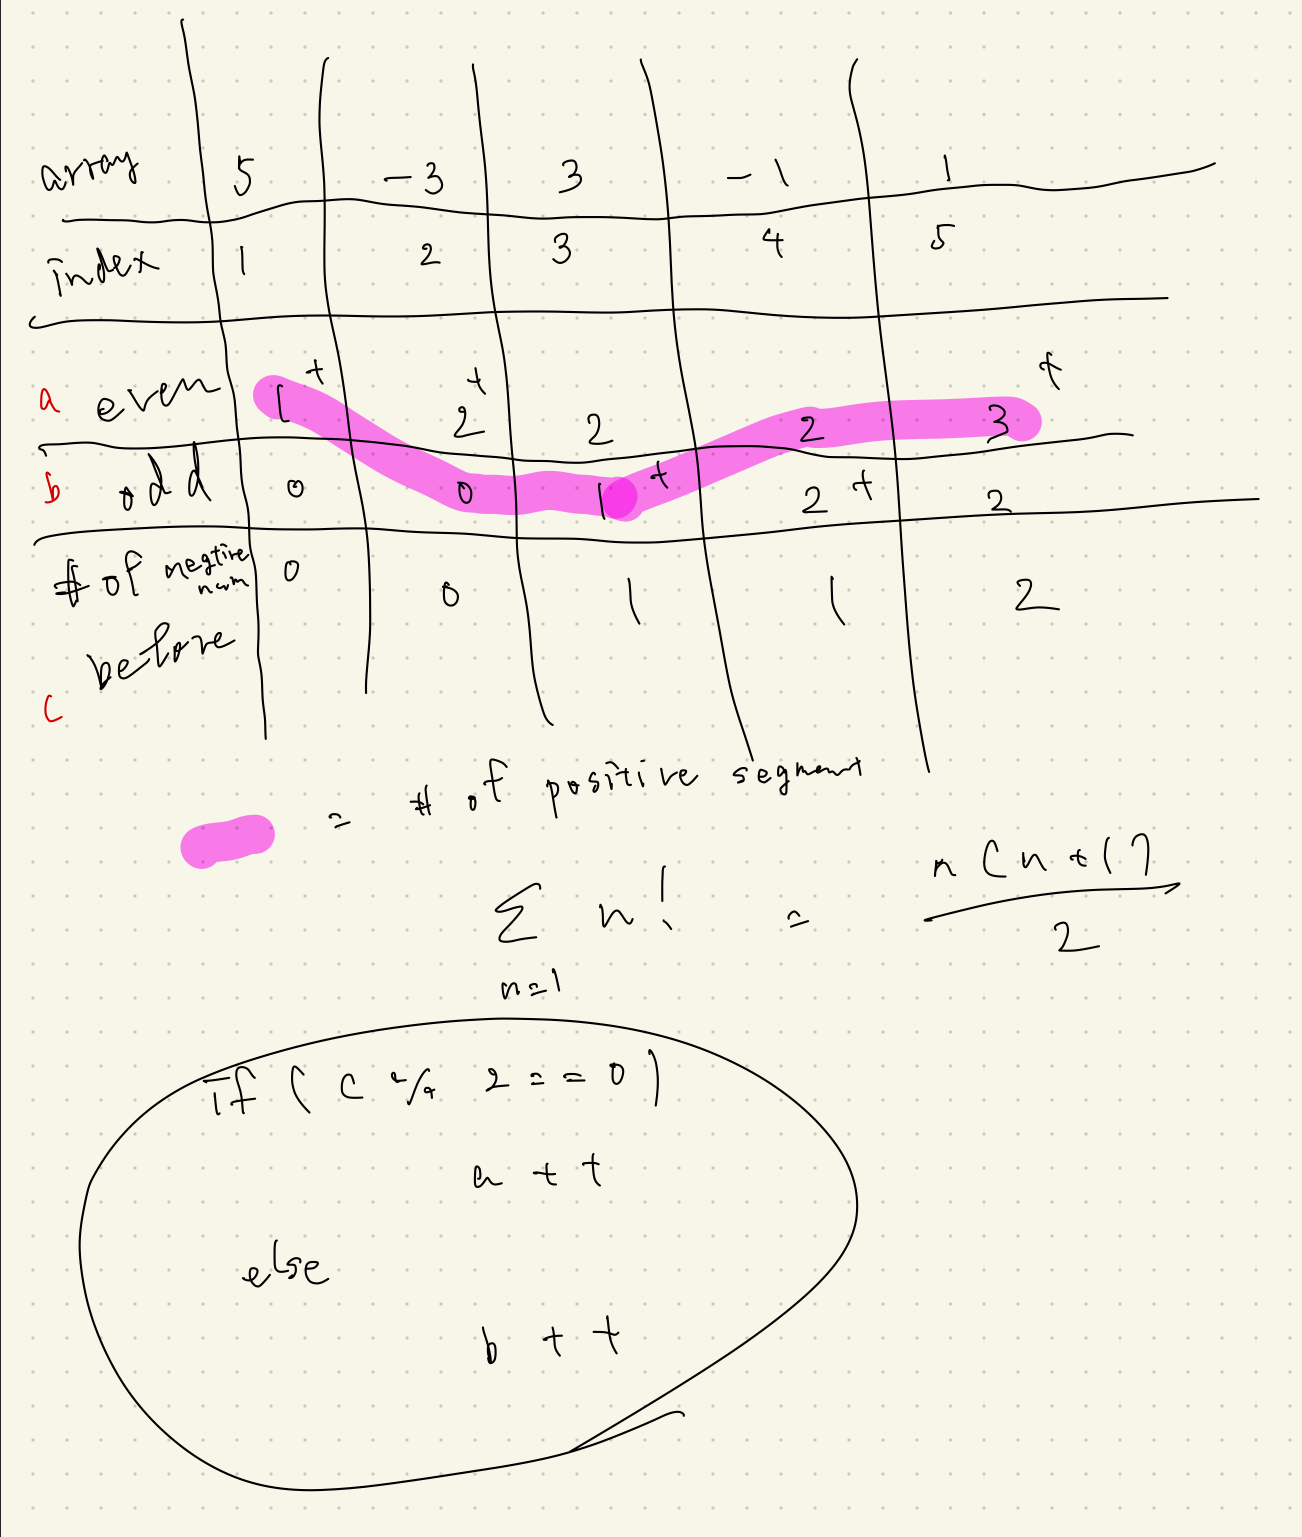 array 5 -3 3 -1 1
index 1 2 3 4 5
a even 1+ 2+ 2 2 3+
b odd 0 0 1+ 2+ 2
# of negtive 0 0 1 1 2
num
before
c
= # of positive segment
∑ n! = n(n+1)/2
n=1
if (c % 2 == 0)
a++
else
b++